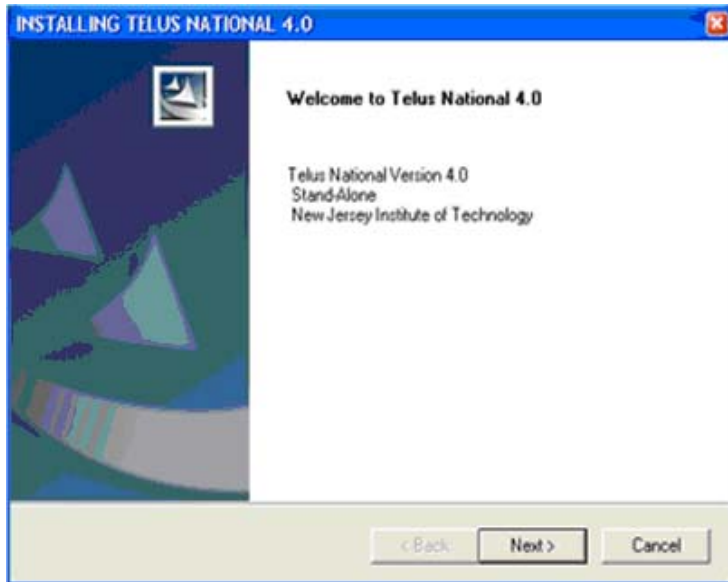 INSTALLING TELUS NATIONAL 4.0
Welcome to Telus National 4.0
Telus National Version 4.0
Stand-Alone
New Jersey Institute of Technology
< Back
Next >
Cancel